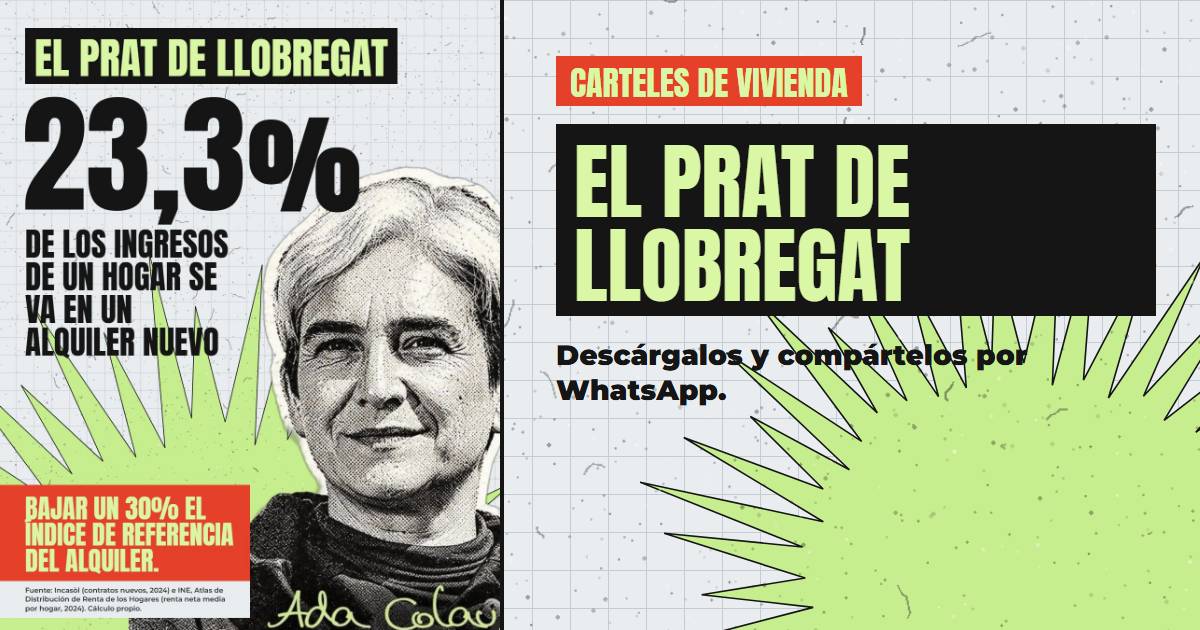 EL PRAT DE LLOBREGAT
23,3%
DE LOS INGRESOS
DE UN HOGAR SE
VA EN UN
ALQUILER NUEVO
BAJAR UN 30% EL
ÍNDICE DE REFERENCIA
DEL ALQUILER.
Fuente: Incasòl (contratos nuevos, 2024) e INE, Atlas de
Distribución de Renta de los Hogares (renta neta media
por hogar, 2024). Cálculo propio.
Ada Colau
CARTELES DE VIVIENDA
EL PRAT DE
LLOBREGAT
Descárgalos y compártelos por
WhatsApp.